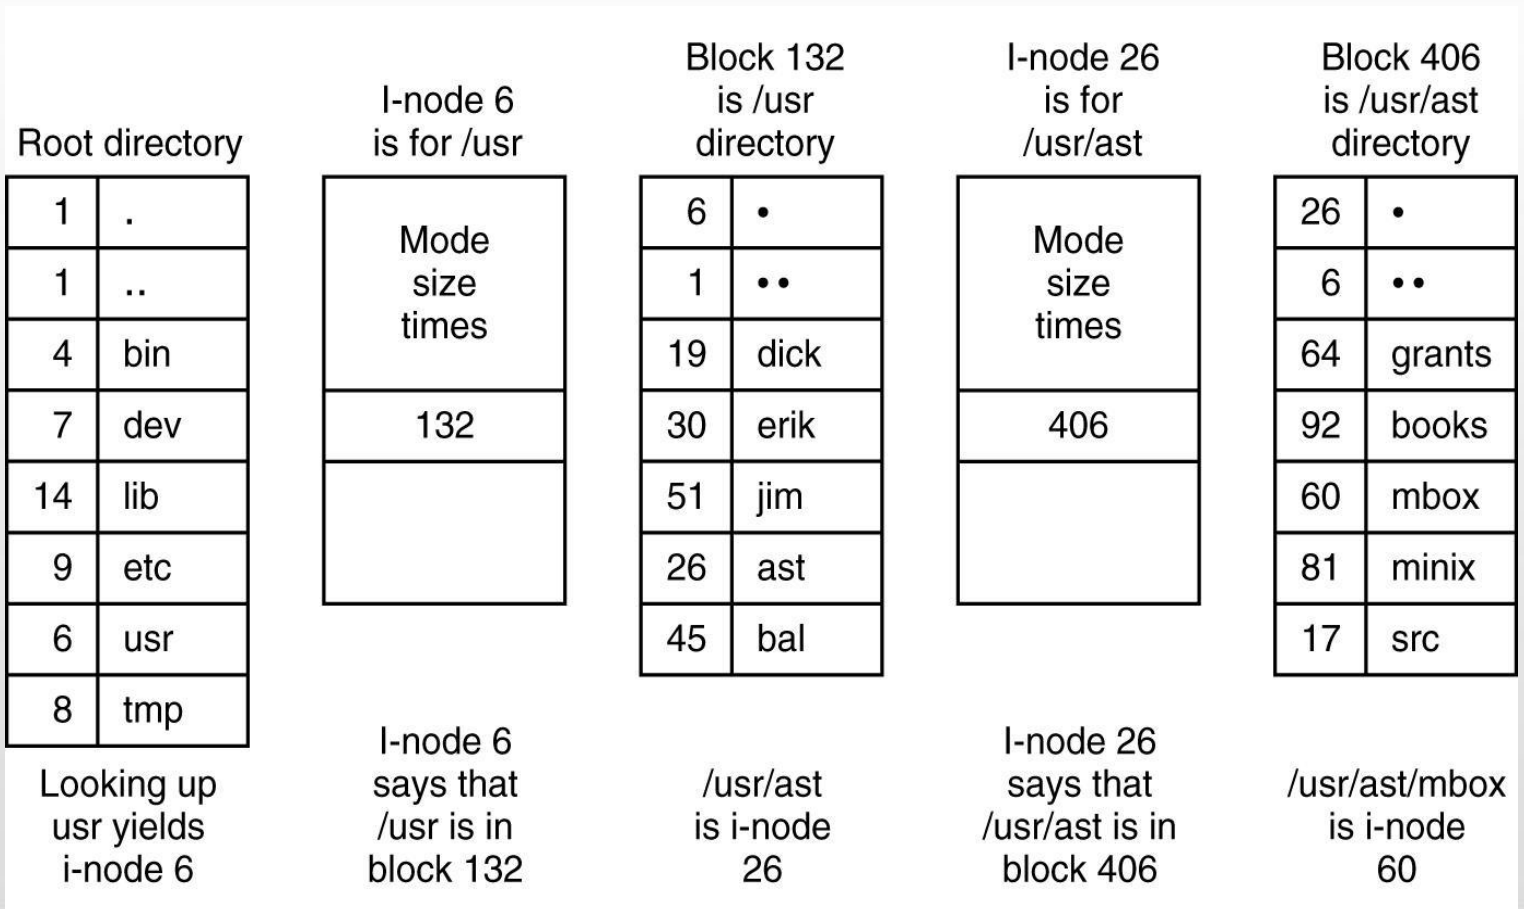 Root directory
1 .
1 ..
4 bin
7 dev
14 lib
9 etc
6 usr
8 tmp
Looking up
usr yields
i-node 6
I-node 6
is for /usr
Mode
size
times
132
I-node 6
says that
/usr is in
block 132
Block 132
is /usr
directory
6 •
1 ••
19 dick
30 erik
51 jim
26 ast
45 bal
/usr/ast
is i-node
26
I-node 26
is for
/usr/ast
Mode
size
times
406
I-node 26
says that
/usr/ast is in
block 406
Block 406
is /usr/ast
directory
26 •
6 ••
64 grants
92 books
60 mbox
81 minix
17 src
/usr/ast/mbox
is i-node
60